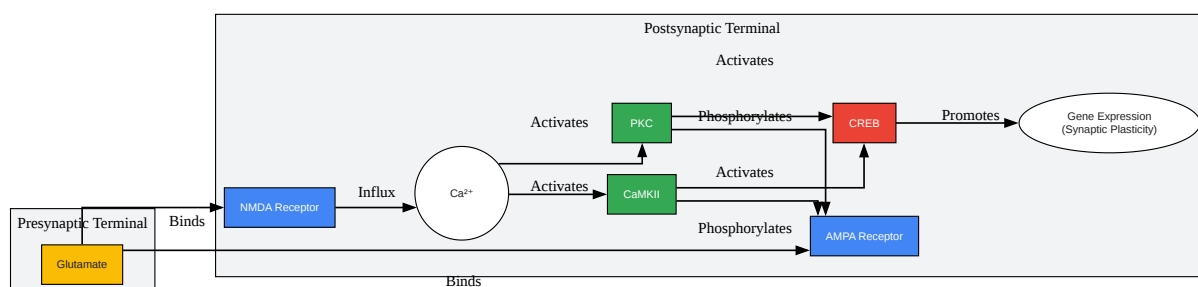 Postsynaptic Terminal
Activates
Activates
PKC
Phosphorylates
CREB
Promotes
Gene Expression
(Synaptic Plasticity)
Presynaptic Terminal
Glutamate
Binds
NMDA Receptor
Influx
Ca²⁺
Activates
CaMKII
Activates
Phosphorylates
AMPA Receptor
Binds